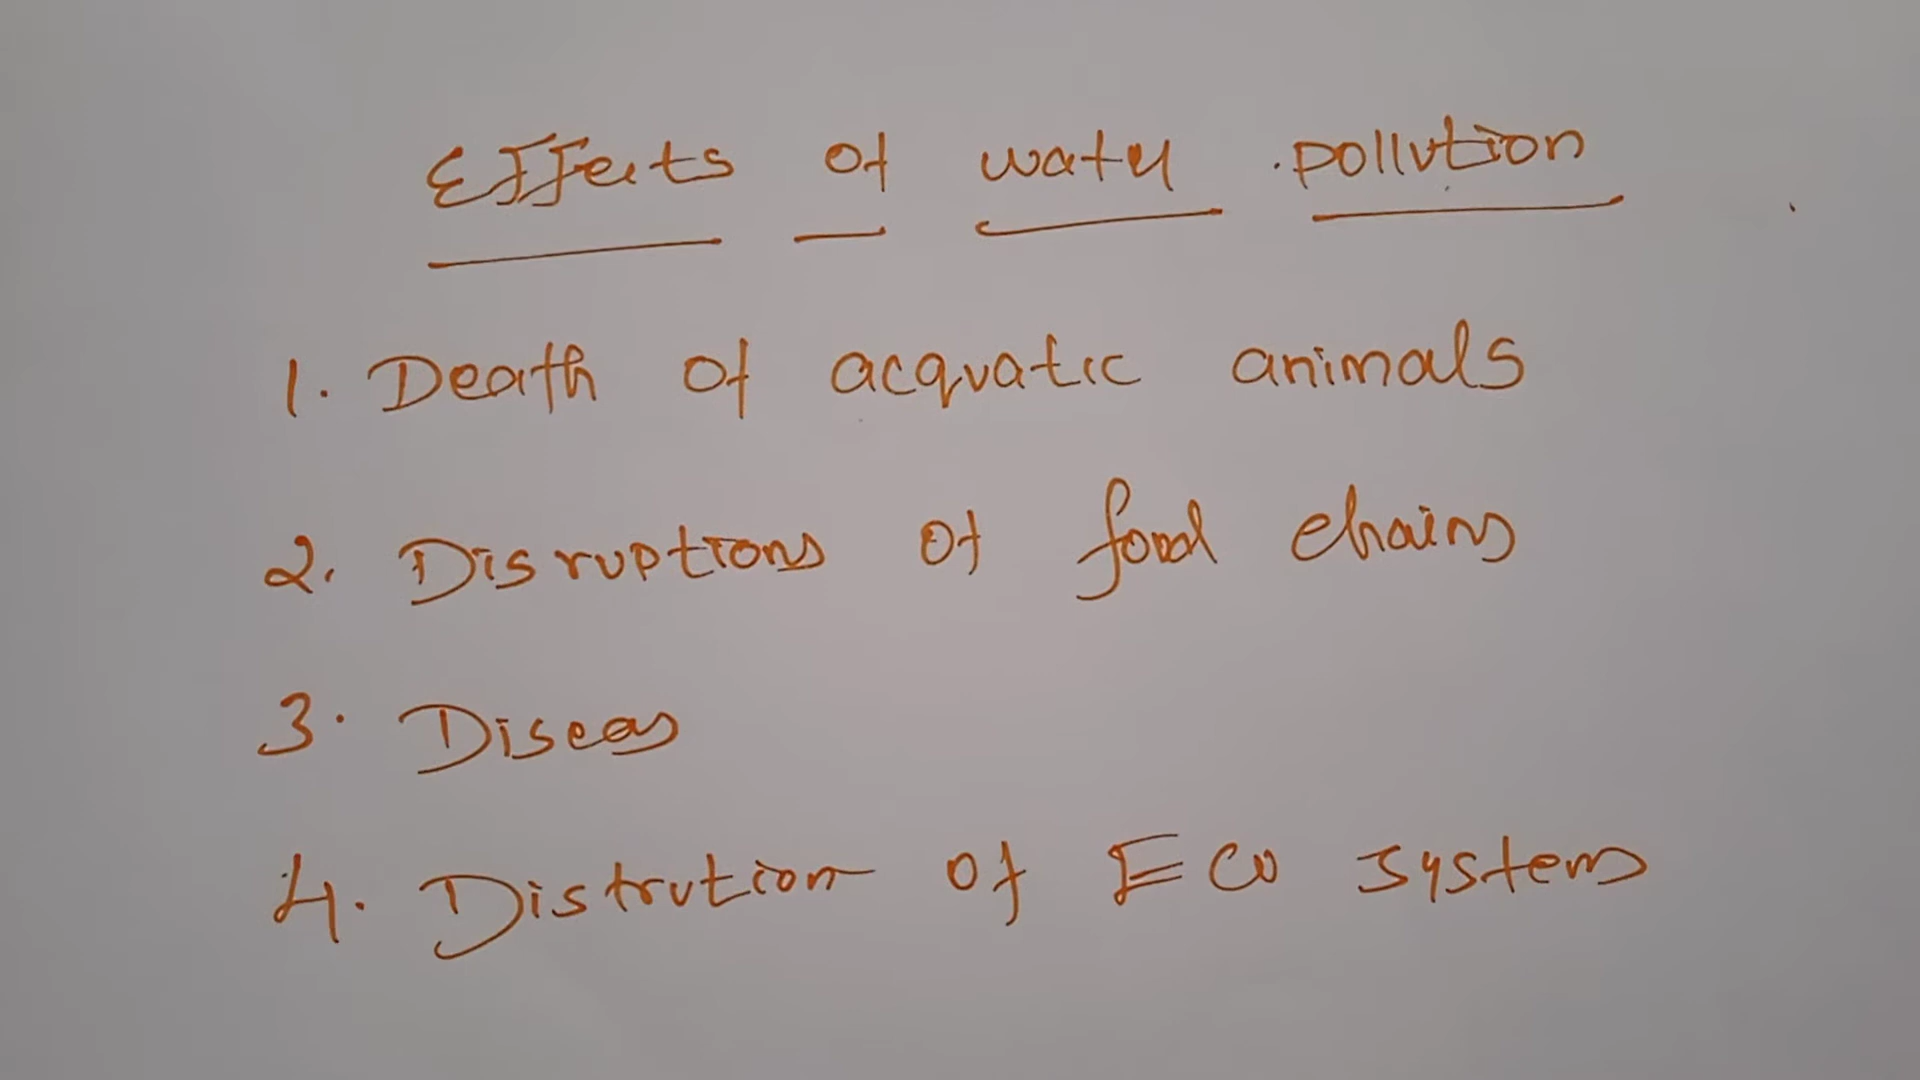 Effects of water pollution
1. Death of acquatic animals
2. Disruptions of food chains
3. Diseas
4. Distrution of Eco systems